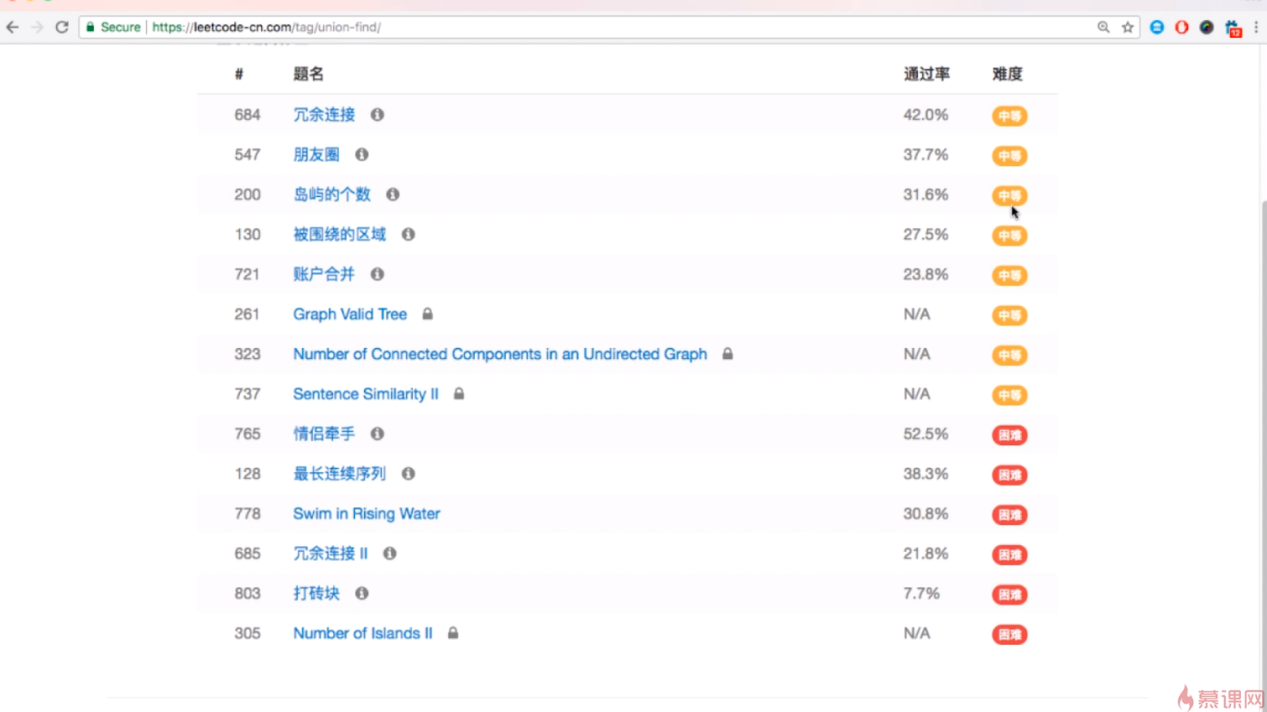 Secure | https://leetcode-cn.com/tag/union-find/
12
# 题名 通过率 难度
684 冗余连接 42.0% 中等
547 朋友圈 37.7% 中等
200 岛屿的个数 31.6% 中等
130 被围绕的区域 27.5% 中等
721 账户合并 23.8% 中等
261 Graph Valid Tree N/A 中等
323 Number of Connected Components in an Undirected Graph N/A 中等
737 Sentence Similarity II N/A 中等
765 情侣牵手 52.5% 困难
128 最长连续序列 38.3% 困难
778 Swim in Rising Water 30.8% 困难
685 冗余连接 II 21.8% 困难
803 打砖块 7.7% 困难
305 Number of Islands II N/A 困难
慕课网